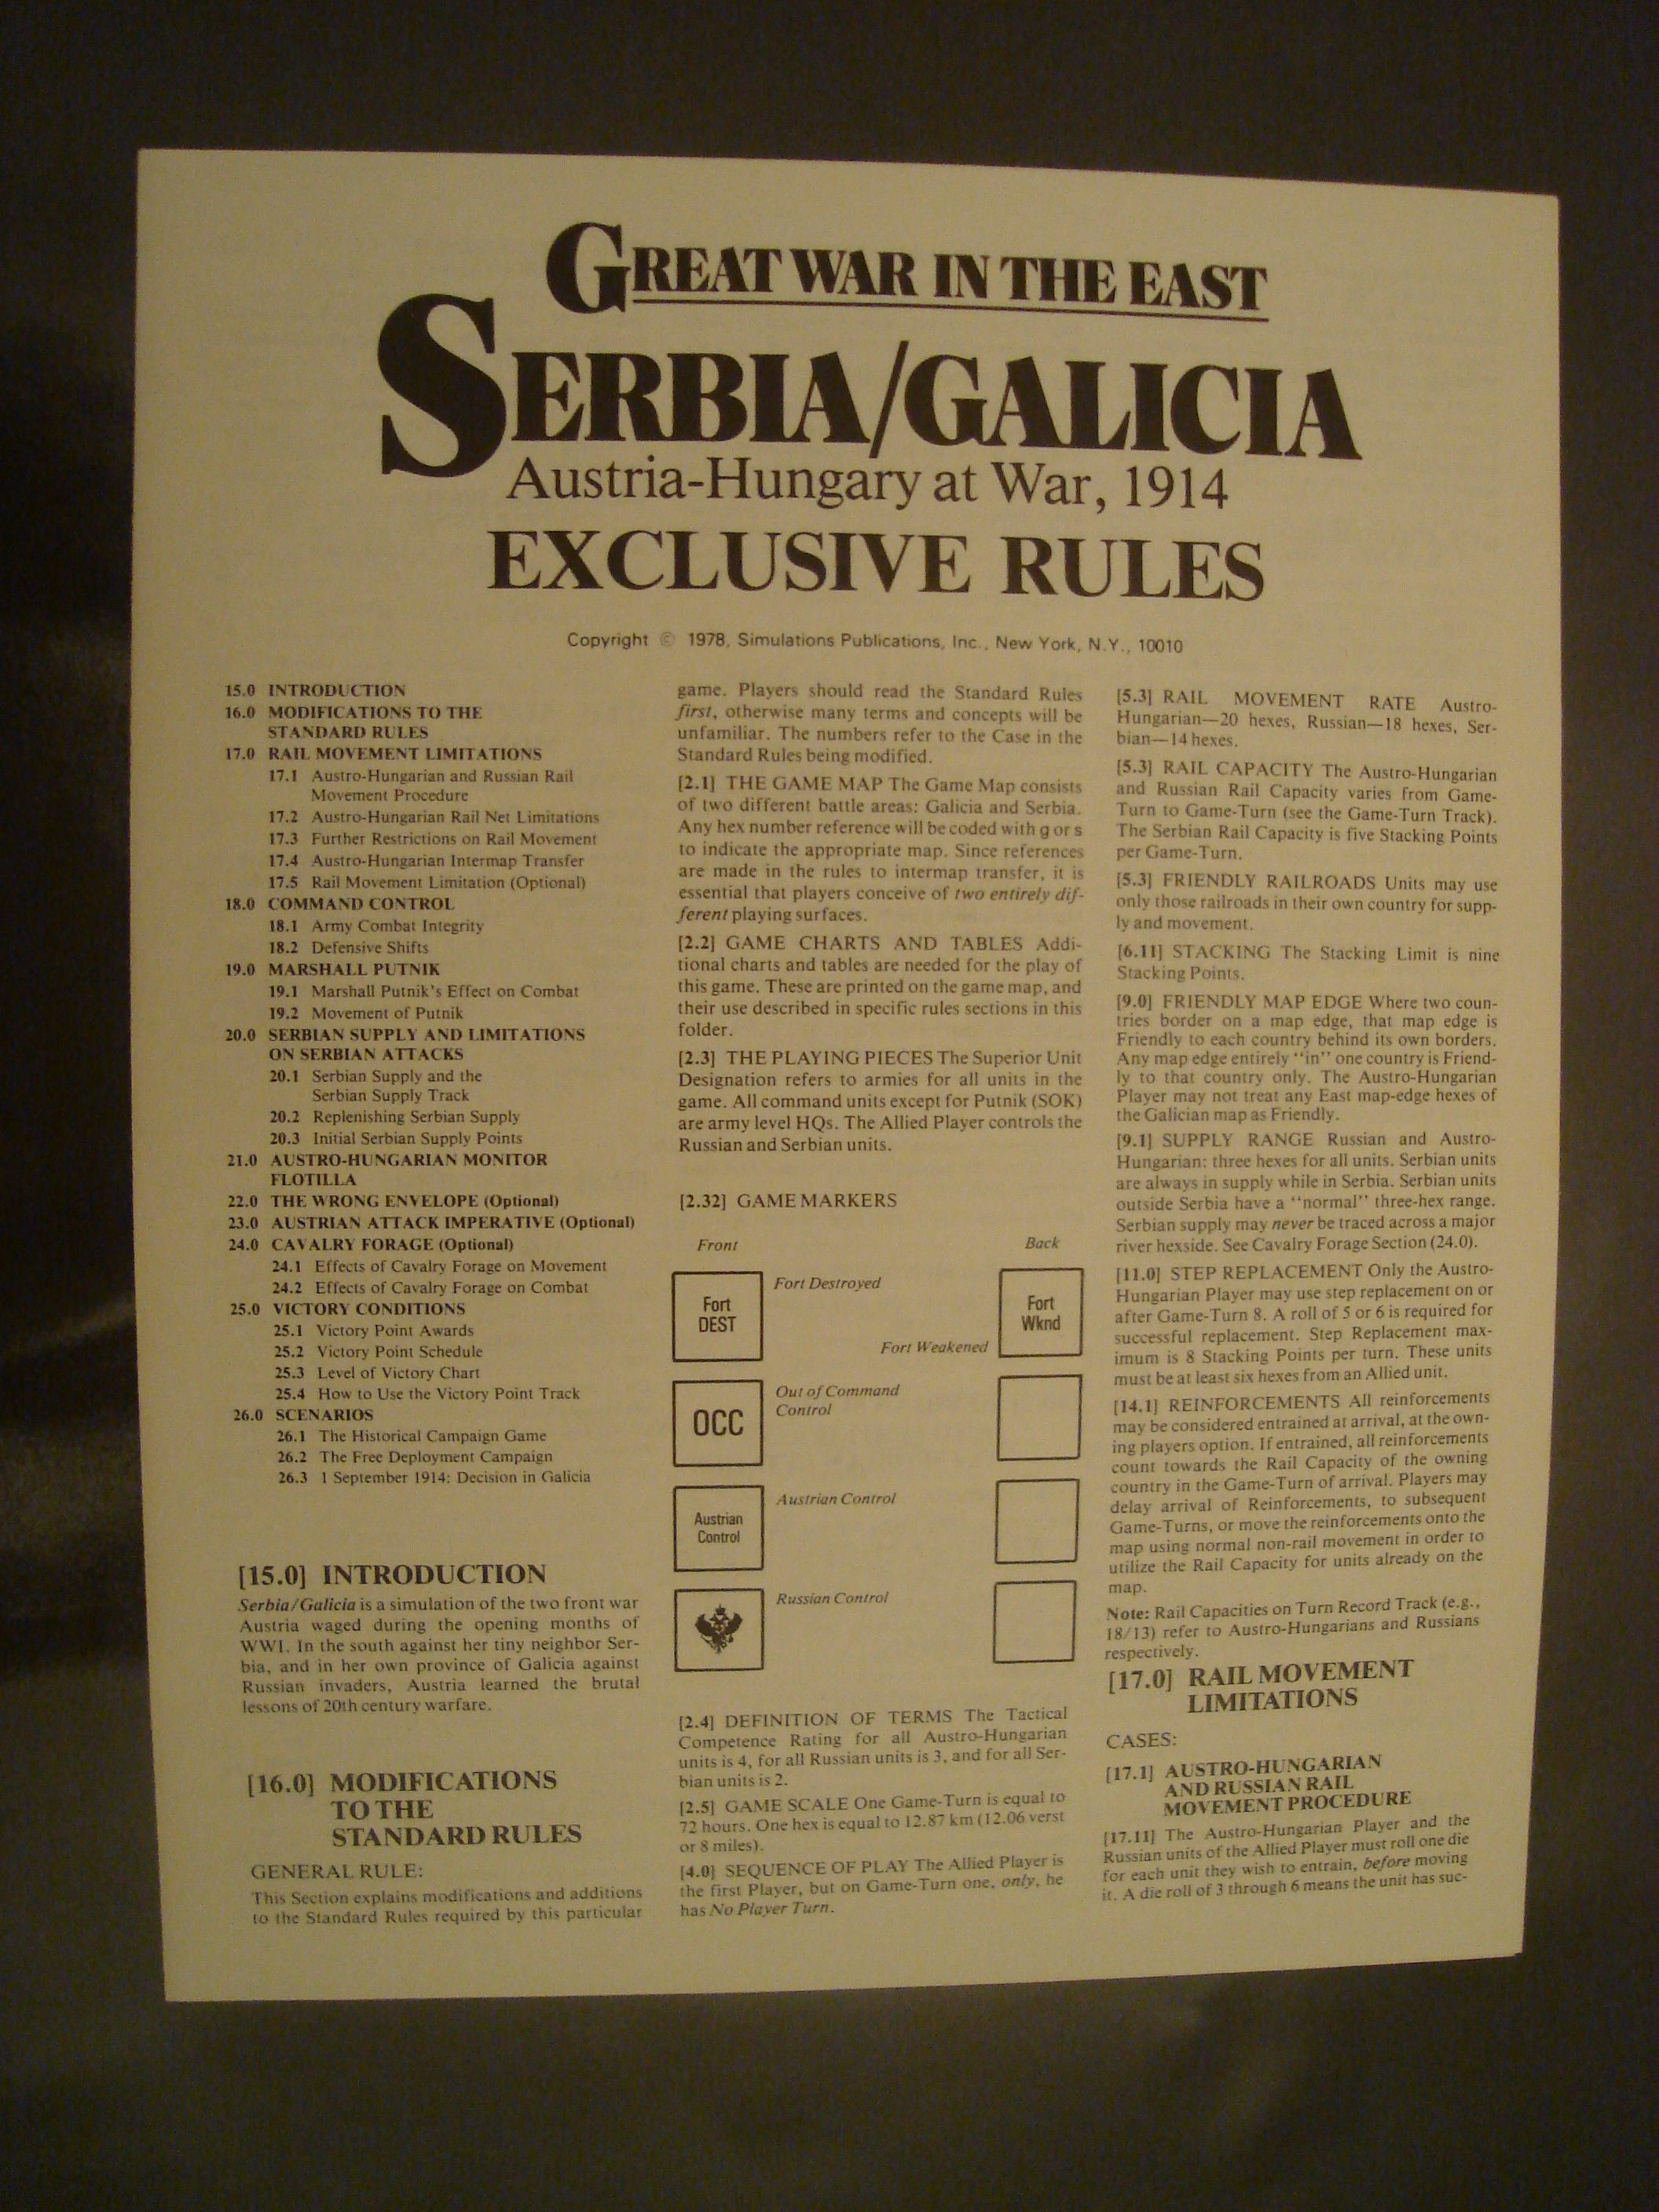 GREAT WAR IN THE EAST
SERBIA/GALICIA
Austria-Hungary at War, 1914
EXCLUSIVE RULES
Copyright © 1978, Simulations Publications, Inc., New York, N.Y., 10010
15.0 INTRODUCTION
16.0 MODIFICATIONS TO THE
STANDARD RULES
17.0 RAIL MOVEMENT LIMITATIONS
17.1 Austro-Hungarian and Russian Rail
Movement Procedure
17.2 Austro-Hungarian Rail Net Limitations
17.3 Further Restrictions on Rail Movement
17.4 Austro-Hungarian Intermap Transfer
17.5 Rail Movement Limitation (Optional)
18.0 COMMAND CONTROL
18.1 Army Combat Integrity
18.2 Defensive Shifts
19.0 MARSHALL PUTNIK
19.1 Marshall Putnik's Effect on Combat
19.2 Movement of Putnik
20.0 SERBIAN SUPPLY AND LIMITATIONS
ON SERBIAN ATTACKS
20.1 Serbian Supply and the
Serbian Supply Track
20.2 Replenishing Serbian Supply
20.3 Initial Serbian Supply Points
21.0 AUSTRO-HUNGARIAN MONITOR
FLOTILLA
22.0 THE WRONG ENVELOPE (Optional)
23.0 AUSTRIAN ATTACK IMPERATIVE (Optional)
24.0 CAVALRY FORAGE (Optional)
24.1 Effects of Cavalry Forage on Movement
24.2 Effects of Cavalry Forage on Combat
25.0 VICTORY CONDITIONS
25.1 Victory Point Awards
25.2 Victory Point Schedule
25.3 Level of Victory Chart
25.4 How to Use the Victory Point Track
26.0 SCENARIOS
26.1 The Historical Campaign Game
26.2 The Free Deployment Campaign
26.3 1 September 1914: Decision in Galicia
[15.0] INTRODUCTION
Serbia/Galicia is a simulation of the two front war
Austria waged during the opening months of
WWI. In the south against her tiny neighbor Ser-
bia, and in her own province of Galicia against
Russian invaders, Austria learned the brutal
lessons of 20th century warfare.
[16.0] MODIFICATIONS
TO THE
STANDARD RULES
GENERAL RULE:
This Section explains modifications and additions
to the Standard Rules required by this particular
game. Players should read the Standard Rules
first, otherwise many terms and concepts will be
unfamiliar. The numbers refer to the Case in the
Standard Rules being modified.
[2.1] THE GAME MAP The Game Map consists
of two different battle areas: Galicia and Serbia.
Any hex number reference will be coded with g or s
to indicate the appropriate map. Since references
are made in the rules to intermap transfer, it is
essential that players conceive of two entirely dif-
ferent playing surfaces.
[2.2] GAME CHARTS AND TABLES Addi-
tional charts and tables are needed for the play of
this game. These are printed on the game map, and
their use described in specific rules sections in this
folder.
[2.3] THE PLAYING PIECES The Superior Unit
Designation refers to armies for all units in the
game. All command units except for Putnik (SOK)
are army level HQs. The Allied Player controls the
Russian and Serbian units.
[2.32] GAME MARKERS
Front Back
Fort
DEST
Fort Destroyed
Fort Weakened
Fort
Wknd
OCC
Out of Command
Control
Austrian
Control
Austrian Control
Russian Control
[2.4] DEFINITION OF TERMS The Tactical
Competence Rating for all Austro-Hungarian
units is 4, for all Russian units is 3, and for all Ser-
bian units is 2.
[2.5] GAME SCALE One Game-Turn is equal to
72 hours. One hex is equal to 12.87 km (12.06 verst
or 8 miles).
[4.0] SEQUENCE OF PLAY The Allied Player is
the first Player, but on Game-Turn one, only, he
has No Player Turn.
[5.3] RAIL MOVEMENT RATE Austro-
Hungarian—20 hexes, Russian—18 hexes, Ser-
bian—14 hexes.
[5.3] RAIL CAPACITY The Austro-Hungarian
and Russian Rail Capacity varies from Game-
Turn to Game-Turn (see the Game-Turn Track).
The Serbian Rail Capacity is five Stacking Points
per Game-Turn.
[5.3] FRIENDLY RAILROADS Units may use
only those railroads in their own country for supp-
ly and movement.
[6.11] STACKING The Stacking Limit is nine
Stacking Points.
[9.0] FRIENDLY MAP EDGE Where two coun-
tries border on a map edge, that map edge is
Friendly to each country behind its own borders.
Any map edge entirely "in" one country is Friend-
ly to that country only. The Austro-Hungarian
Player may not treat any East map-edge hexes of
the Galician map as Friendly.
[9.1] SUPPLY RANGE Russian and Austro-
Hungarian: three hexes for all units. Serbian units
are always in supply while in Serbia. Serbian units
outside Serbia have a "normal" three-hex range.
Serbian supply may never be traced across a major
river hexside. See Cavalry Forage Section (24.0).
[11.0] STEP REPLACEMENT Only the Austro-
Hungarian Player may use step replacement on or
after Game-Turn 8. A roll of 5 or 6 is required for
successful replacement. Step Replacement max-
imum is 8 Stacking Points per turn. These units
must be at least six hexes from an Allied unit.
[14.1] REINFORCEMENTS All reinforcements
may be considered entrained at arrival, at the own-
ing players option. If entrained, all reinforcements
count towards the Rail Capacity of the owning
country in the Game-Turn of arrival. Players may
delay arrival of Reinforcements, to subsequent
Game-Turns, or move the reinforcements onto the
map using normal non-rail movement in order to
utilize the Rail Capacity for units already on the
map.
Note: Rail Capacities on Turn Record Track (e.g.,
18/13) refer to Austro-Hungarians and Russians
respectively.
[17.0] RAIL MOVEMENT
LIMITATIONS
CASES:
[17.1] AUSTRO-HUNGARIAN
AND RUSSIAN RAIL
MOVEMENT PROCEDURE
[17.11] The Austro-Hungarian Player and the
Russian units of the Allied Player must roll one die
for each unit they wish to entrain, before moving
it. A die roll of 3 through 6 means the unit has suc-